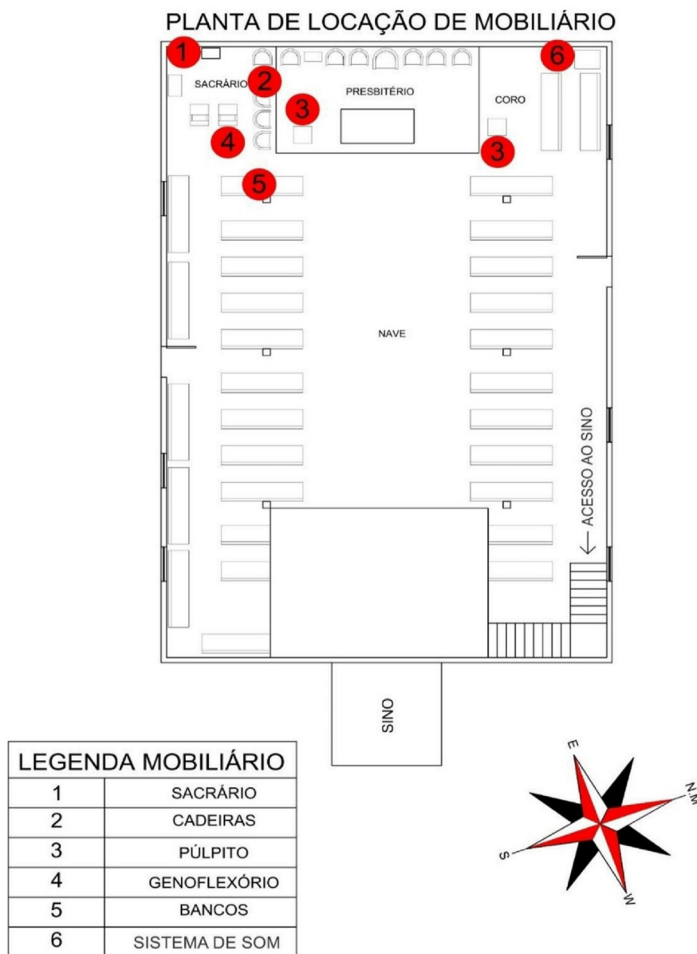 PLANTA DE LOCAÇÃO DE MOBILIÁRIO
1
6
2
SACRÁRIO
PRESBITÉRIO
3
CORO
4
3
5
NAVE
ACESSO AO SINO
SINO
LEGENDA MOBILIÁRIO
1 SACRÁRIO
2 CADEIRAS
3 PÚLPITO
4 GENOFLEXÓRIO
5 BANCOS
6 SISTEMA DE SOM
E
N.M
S
W